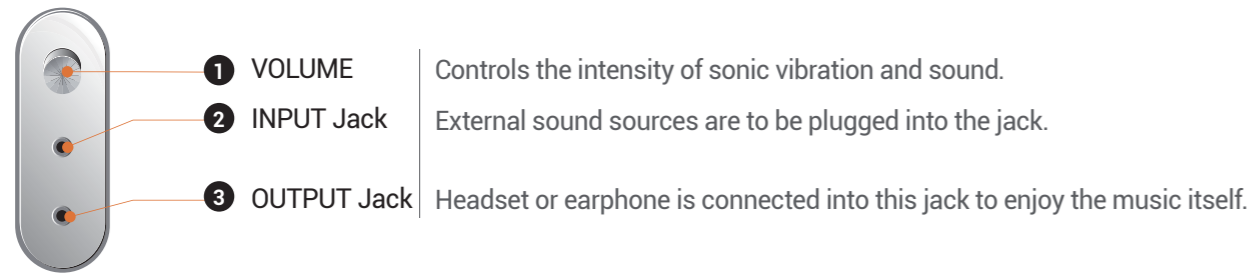 1 VOLUME Controls the intensity of sonic vibration and sound.
2 INPUT Jack External sound sources are to be plugged into the jack.
3 OUTPUT Jack Headset or earphone is connected into this jack to enjoy the music itself.